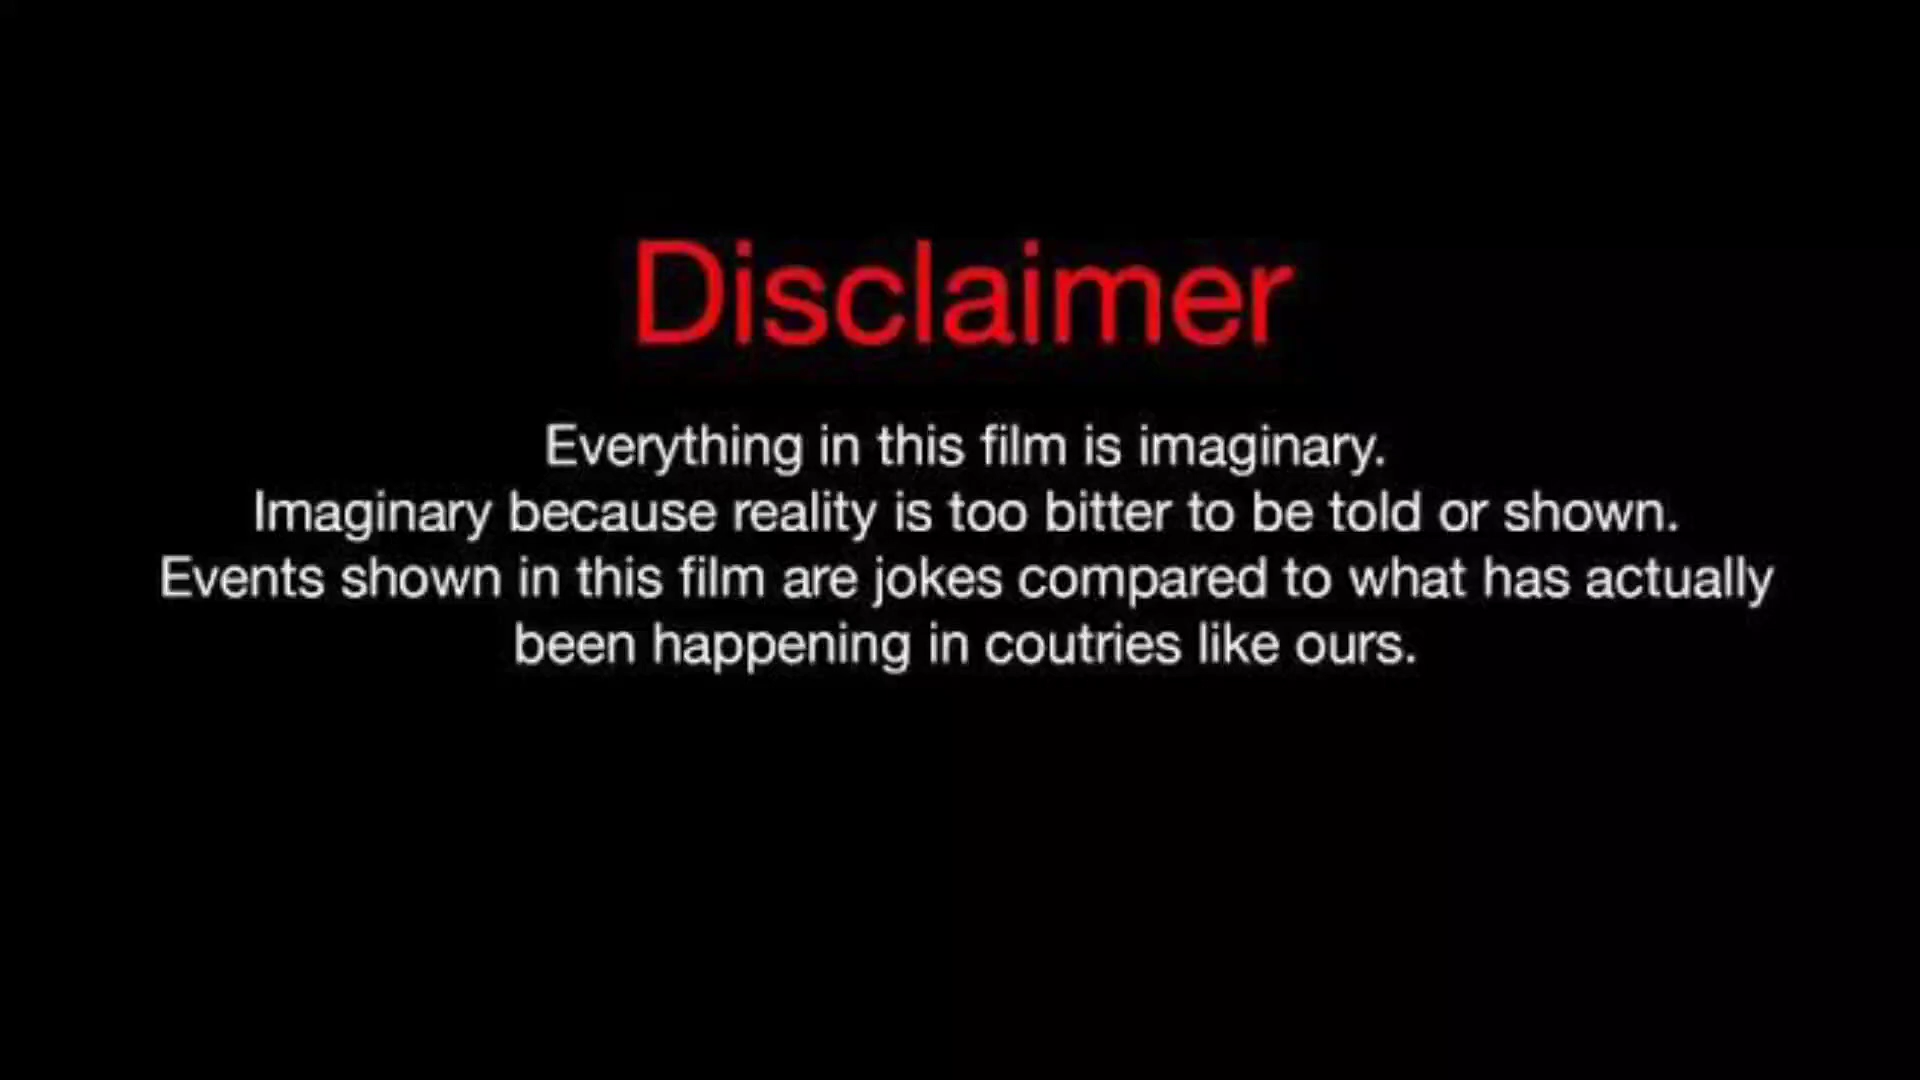 Disclaimer
Everything in this film is imaginary.
Imaginary because reality is too bitter to be told or shown.
Events shown in this film are jokes compared to what has actually
been happening in coutries like ours.